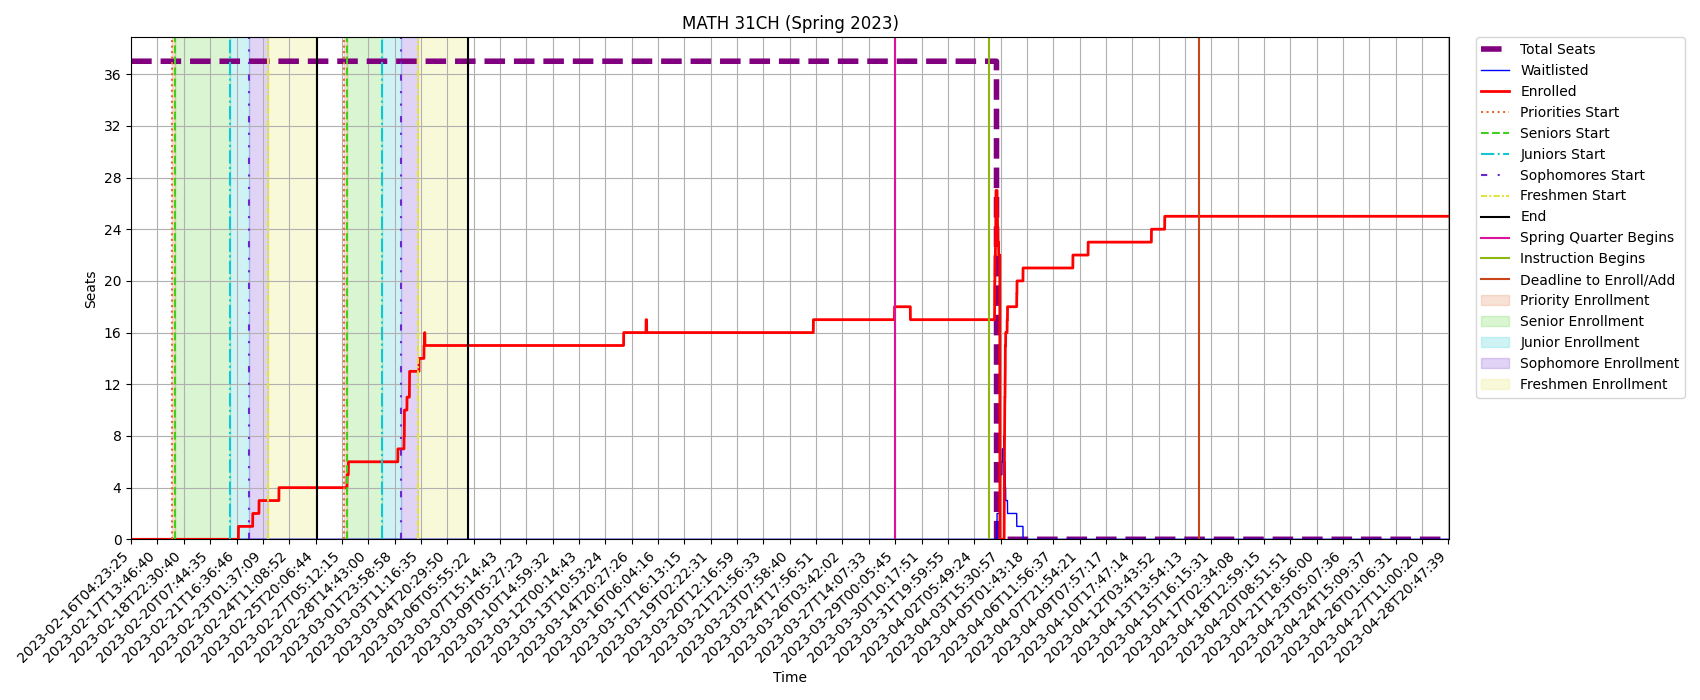 MATH 31CH (Spring 2023)
Seats
36
32
28
24
20
16
12
8
4
0
2023-02-16T04:23:25
2023-02-17T13:46:40
2023-02-18T22:30:40
2023-02-20T07:44:35
2023-02-21T16:36:46
2023-02-23T01:37:09
2023-02-24T11:08:52
2023-02-25T20:06:44
2023-02-27T05:12:15
2023-02-28T14:43:00
2023-03-01T23:58:58
2023-03-03T11:16:35
2023-03-04T20:29:50
2023-03-06T05:55:22
2023-03-07T15:14:43
2023-03-09T05:27:23
2023-03-10T14:59:32
2023-03-12T00:14:43
2023-03-13T10:53:24
2023-03-14T20:27:26
2023-03-16T06:04:16
2023-03-17T16:13:15
2023-03-19T02:22:31
2023-03-20T12:16:59
2023-03-21T21:56:33
2023-03-23T07:58:40
2023-03-24T17:56:51
2023-03-26T03:42:02
2023-03-27T14:07:33
2023-03-29T00:05:45
2023-03-30T10:17:51
2023-03-31T19:59:55
2023-04-02T05:49:24
2023-04-03T15:30:57
2023-04-05T01:43:18
2023-04-06T11:56:37
2023-04-07T21:54:21
2023-04-09T07:57:17
2023-04-10T17:47:14
2023-04-12T03:43:52
2023-04-13T13:54:13
2023-04-15T16:15:31
2023-04-17T02:34:08
2023-04-18T12:59:15
2023-04-20T08:51:51
2023-04-21T18:56:00
2023-04-23T05:07:36
2023-04-24T15:09:37
2023-04-26T01:06:31
2023-04-27T11:00:20
2023-04-28T20:47:39
Time
Total Seats
Waitlisted
Enrolled
Priorities Start
Seniors Start
Juniors Start
Sophomores Start
Freshmen Start
End
Spring Quarter Begins
Instruction Begins
Deadline to Enroll/Add
Priority Enrollment
Senior Enrollment
Junior Enrollment
Sophomore Enrollment
Freshmen Enrollment